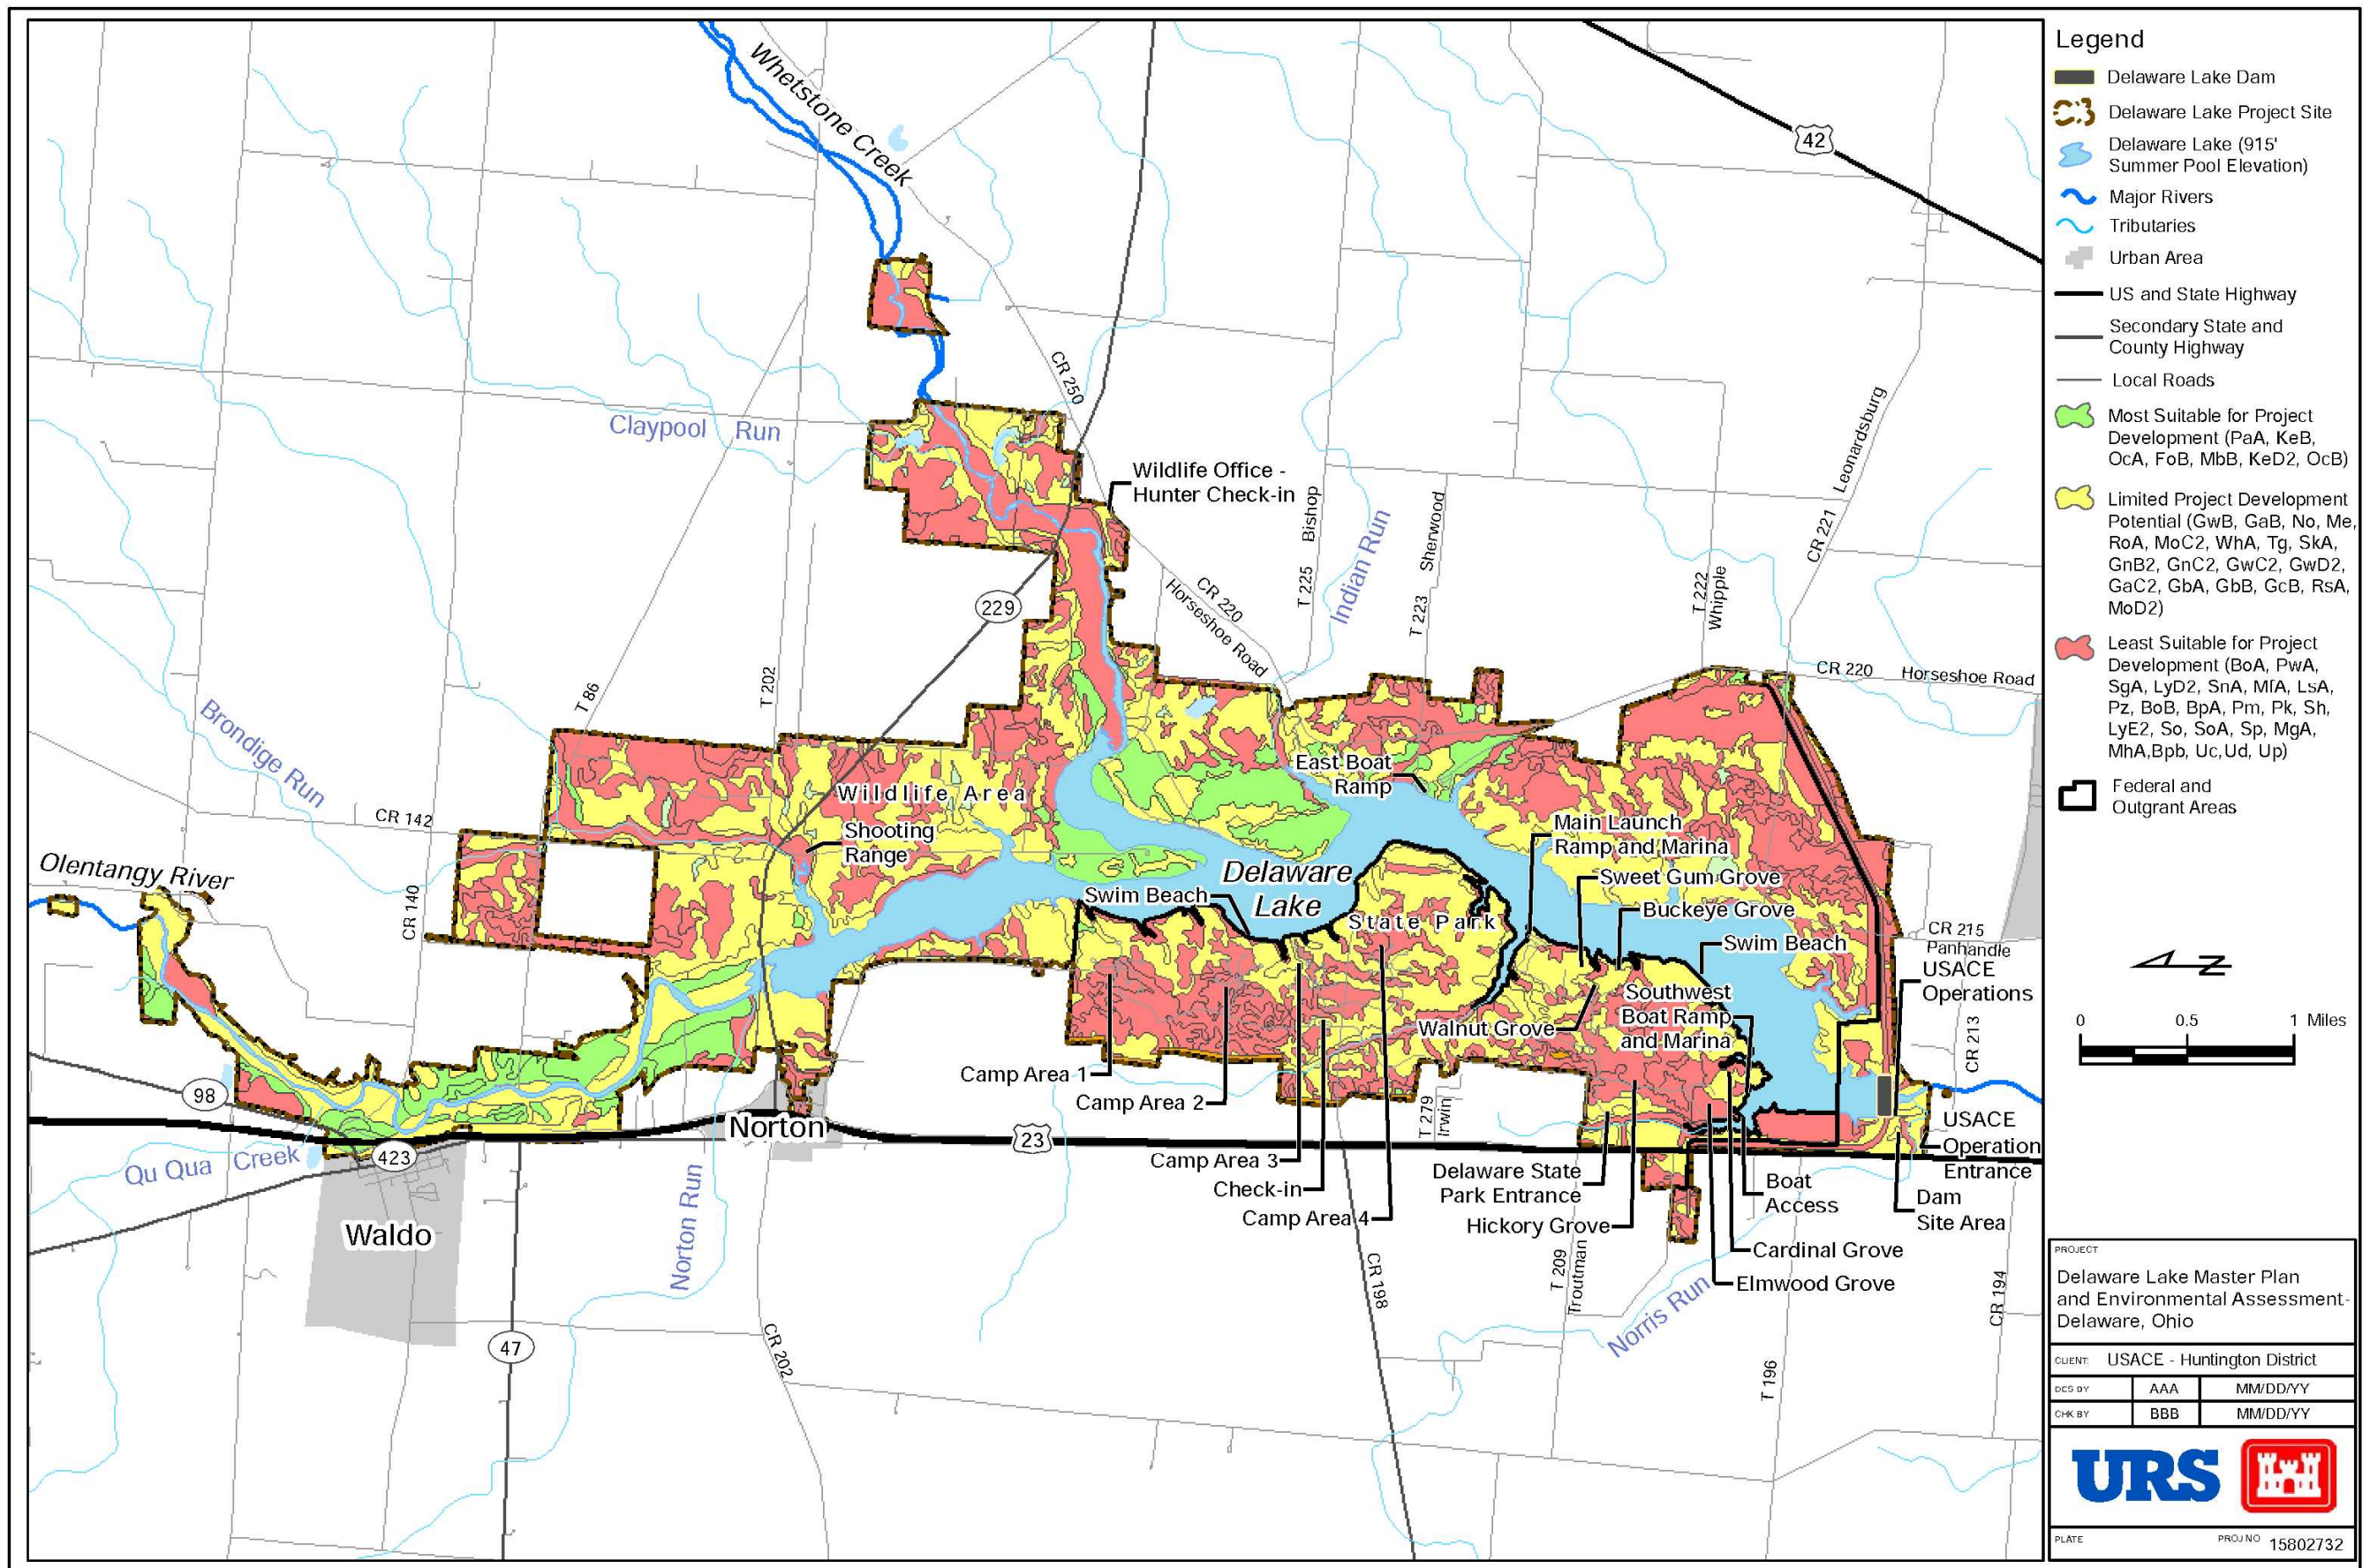 Whetstone Creek
42
Claypool Run
CR 250
Wildlife Office -
Hunter Check-in
T 225 Bishop
Indian Run
T 223 Sherwood
T 222 Whipple
CR 221 Leonardsburg
CR 220
Horseshoe Road
229
CR 220 Horseshoe Road
T 86
T 202
Brondige Run
CR 142
Wildlife Area
East Boat
Ramp
Shooting
Range
Main Launch
Ramp and Marina
Olentangy River
CR 140
Delaware
Lake
Swim Beach
State Park
Sweet Gum Grove
Buckeye Grove
Swim Beach
CR 215
Panhandle
USACE
Operations
Southwest
Boat Ramp
and Marina
Walnut Grove
CR 213
Camp Area 1
Camp Area 2
98
Norton
23
T 279
Irwin
423
Qu Qua Creek
Waldo
Norton Run
47
CR 202
Camp Area 3
Check-in
Camp Area 4
Delaware State
Park Entrance
Hickory Grove
Boat
Access
USACE
Operation
Entrance
Dam
Site Area
Cardinal Grove
Elmwood Grove
CR 198
T 209
Troutman
Norris Run
T 196
CR 194
Legend
Delaware Lake Dam
Delaware Lake Project Site
Delaware Lake (915'
Summer Pool Elevation)
Major Rivers
Tributaries
Urban Area
US and State Highway
Secondary State and
County Highway
Local Roads
Most Suitable for Project
Development (PaA, KeB,
OcA, FoB, MbB, KeD2, OcB)
Limited Project Development
Potential (GwB, GaB, No, Me,
RoA, MoC2, WhA, Tg, SkA,
GnB2, GnC2, GwC2, GwD2,
GaC2, GbA, GbB, GcB, RsA,
MoD2)
Least Suitable for Project
Development (BoA, PwA,
SgA, LyD2, SnA, MfA, LsA,
Pz, BoB, BpA, Pm, Pk, Sh,
LyE2, So, SoA, Sp, MgA,
MhA,Bpb, Uc,Ud, Up)
Federal and
Outgrant Areas
N
0 0.5 1 Miles
PROJECT
Delaware Lake Master Plan
and Environmental Assessment-
Delaware, Ohio
CLIENT: USACE - Huntington District
DES BY AAA MM/DD/YY
CHK BY BBB MM/DD/YY
URS
PLATE PROJ NO 15802732